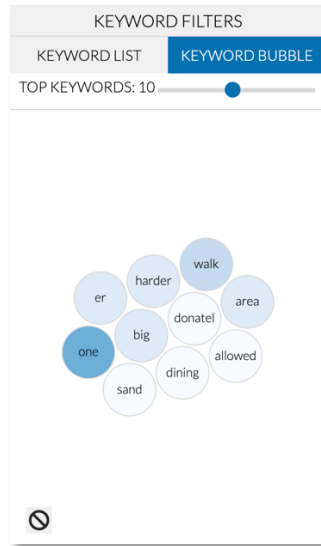 KEYWORD FILTERS
KEYWORD LIST KEYWORD BUBBLE
TOP KEYWORDS: 10
walk
harder
er
area
donatel
big
one
allowed
dining
sand